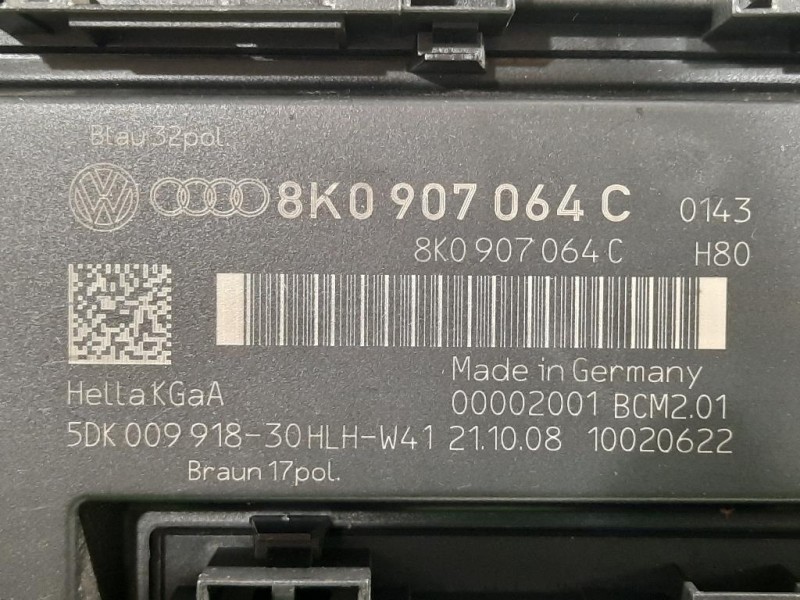 Blau 32pol.
8K0 907 064 C 0143
8K0 907 064 C H80
Made in Germany
Hella KGaA
00002001 BCM2.01
5DK 009 918-30 HLH-W41 21.10.08 10020622
Braun 17pol.